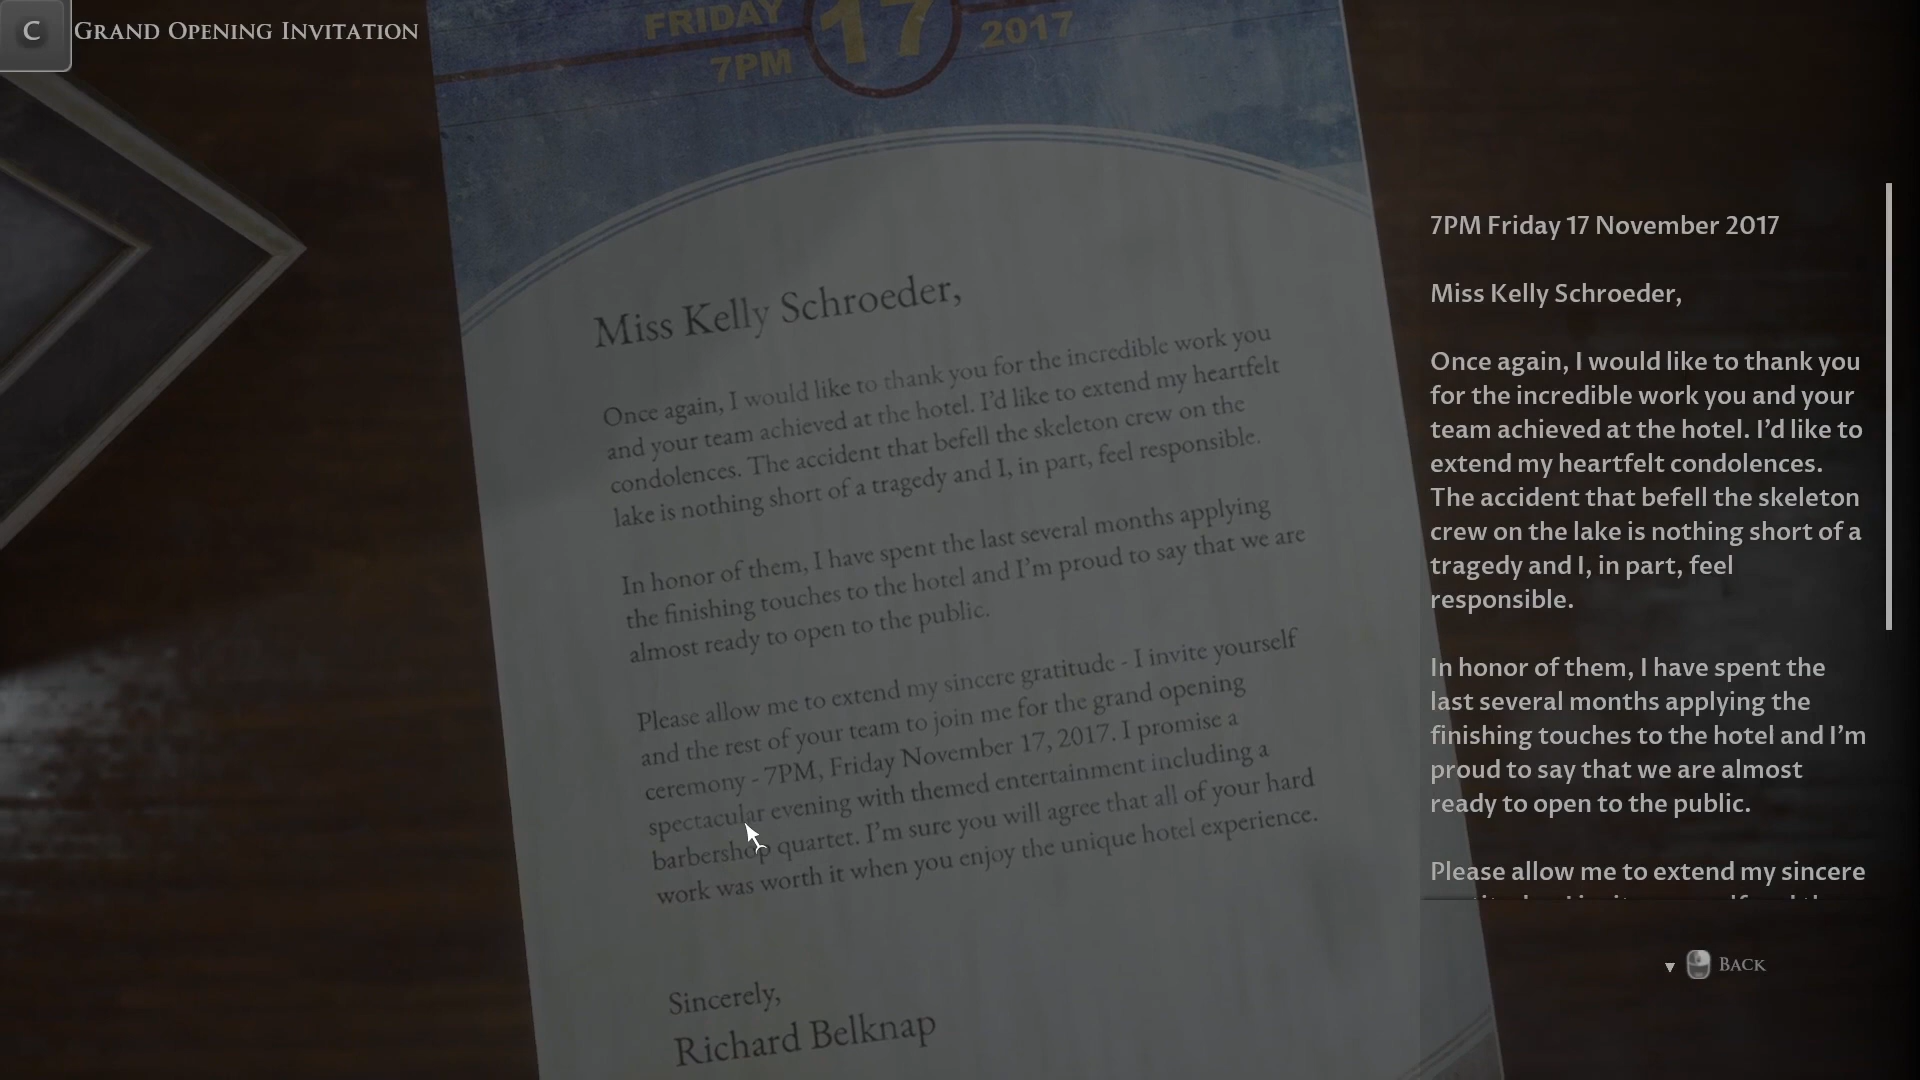 C
GRAND OPENING INVITATION
FRIDAY
7PM
17
2017
Miss Kelly Schroeder,
Once again, I would like to thank you for the incredible work you
and your team achieved at the hotel. I'd like to extend my heartfelt
condolences. The accident that befell the skeleton crew on the
lake is nothing short of a tragedy and I, in part, feel responsible.
In honor of them, I have spent the last several months applying
the finishing touches to the hotel and I'm proud to say that we are
almost ready to open to the public.
Please allow me to extend my sincere gratitude - I invite yourself
and the rest of your team to join me for the grand opening
ceremony - 7PM, Friday November 17, 2017. I promise a
spectacular evening with themed entertainment including a
barbershop quartet. I'm sure you will agree that all of your hard
work was worth it when you enjoy the unique hotel experience.
Sincerely,
Richard Belknap
7PM Friday 17 November 2017
Miss Kelly Schroeder,
Once again, I would like to thank you
for the incredible work you and your
team achieved at the hotel. I'd like to
extend my heartfelt condolences.
The accident that befell the skeleton
crew on the lake is nothing short of a
tragedy and I, in part, feel
responsible.
In honor of them, I have spent the
last several months applying the
finishing touches to the hotel and I'm
proud to say that we are almost
ready to open to the public.
Please allow me to extend my sincere
BACK